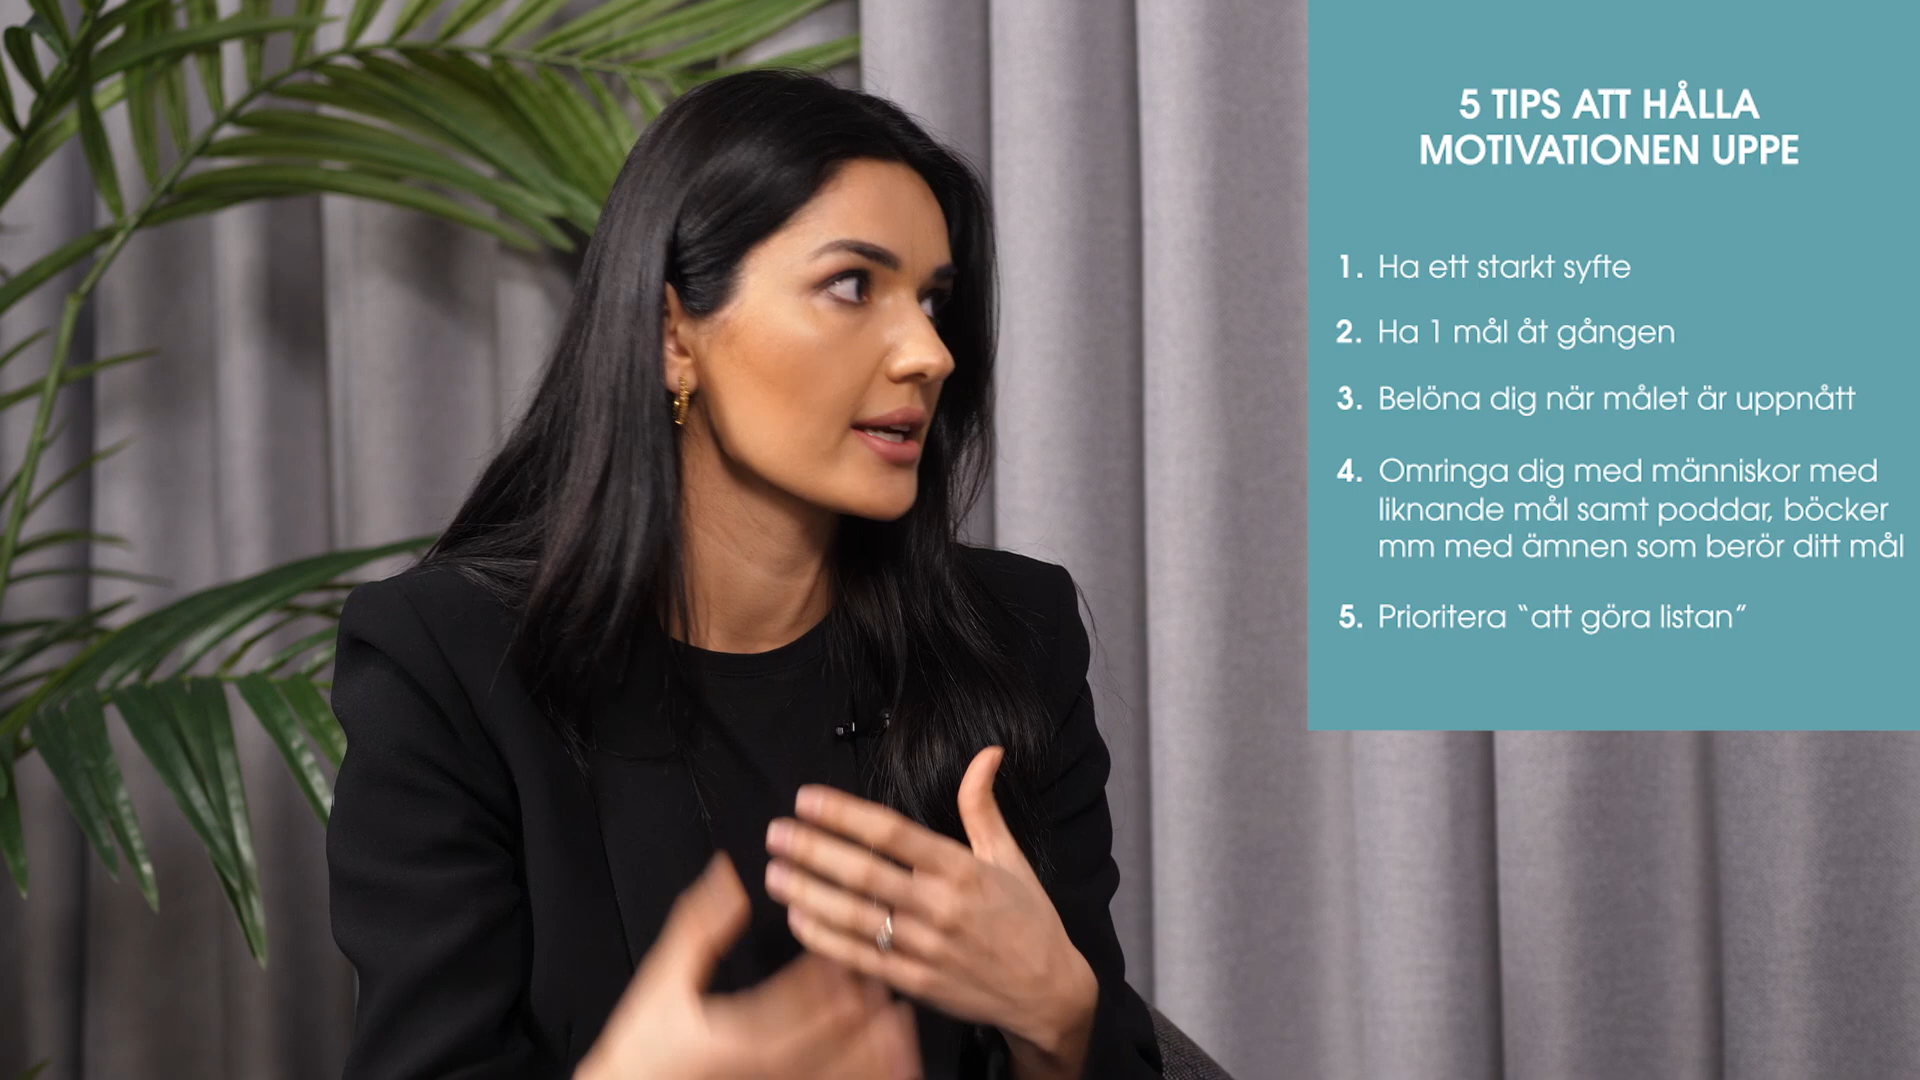 5 TIPS ATT HÅLLA
MOTIVATIONEN UPPE
1. Ha ett starkt syfte
2. Ha 1 mål åt gången
3. Belöna dig när målet är uppnått
4. Omringa dig med människor med
liknande mål samt poddar, böcker
mm med ämnen som berör ditt mål
5. Prioritera “att göra listan”